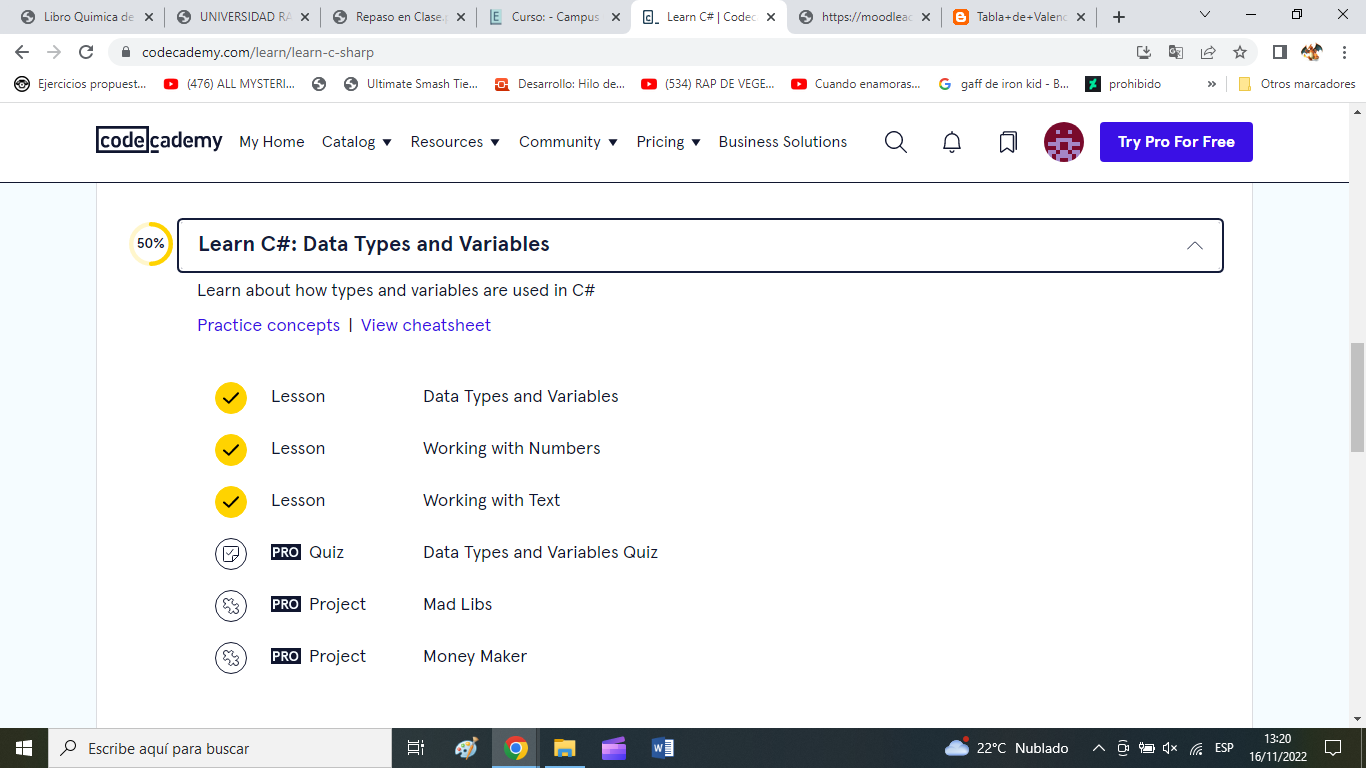 Libro Quimica de
UNIVERSIDAD RA
Repaso en Clase.p
Curso: - Campus
Learn C# | Codec
https://moodlead
Tabla+de+Valenc
codecademy.com/learn/learn-c-sharp
Ejercicios propuest...
(476) ALL MYSTERI...
Ultimate Smash Tie...
Desarrollo: Hilo de...
(534) RAP DE VEGE...
Cuando enamoras...
gaff de iron kid - B...
prohibido
»
Otros marcadores
codecademy
My Home
Catalog
Resources
Community
Pricing
Business Solutions
Try Pro For Free
50%
Learn C#: Data Types and Variables
Learn about how types and variables are used in C#
Practice concepts | View cheatsheet
Lesson Data Types and Variables
Lesson Working with Numbers
Lesson Working with Text
PRO Quiz Data Types and Variables Quiz
PRO Project Mad Libs
PRO Project Money Maker
Escribe aquí para buscar
22°C Nublado
ESP
13:20
16/11/2022